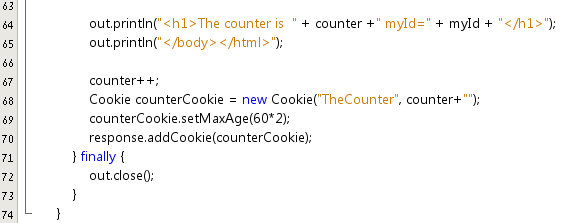 63
64 out.println("<h1>The counter is  " + counter +" myId=" + myId + "</h1>");
65 out.println("</body></html>");
66
67 counter++;
68 Cookie counterCookie = new Cookie("TheCounter", counter+"");
69 counterCookie.setMaxAge(60*2);
70 response.addCookie(counterCookie);
71 } finally {
72 out.close();
73 }
74 }